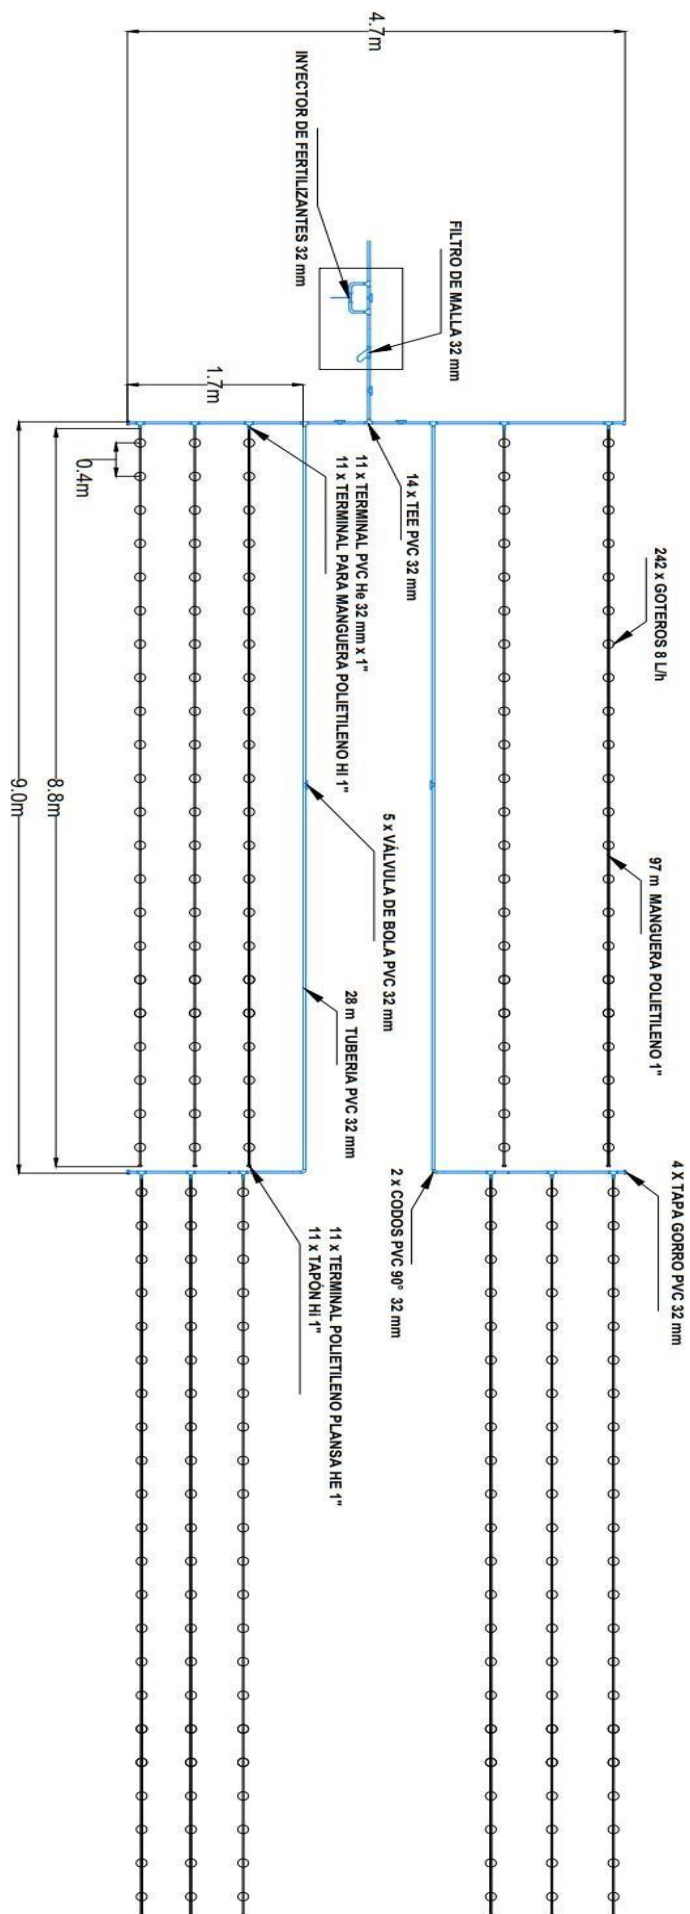 4.7m
INYECTOR DE FERTILIZANTES 32 mm
FILTRO DE MALLA 32 mm
1.7m
0.4m
11 x TERMINAL PVC He 32 mm x 1"
11 x TERMINAL PARA MANGUERA POLIETILENO HI 1"
14 x TEE PVC 32 mm
242 x GOTEROS 8 L/h
9.0m
8.8m
5 x VÁLVULA DE BOLA PVC 32 mm
97 m MANGUERA POLIETILENO 1"
28 m TUBERIA PVC 32 mm
2 x CODOS PVC 90° 32 mm
4 X TAPA GORRO PVC 32 mm
11 x TERMINAL POLIETILENO PLANSA HE 1"
11 x TAPÓN Hi 1"